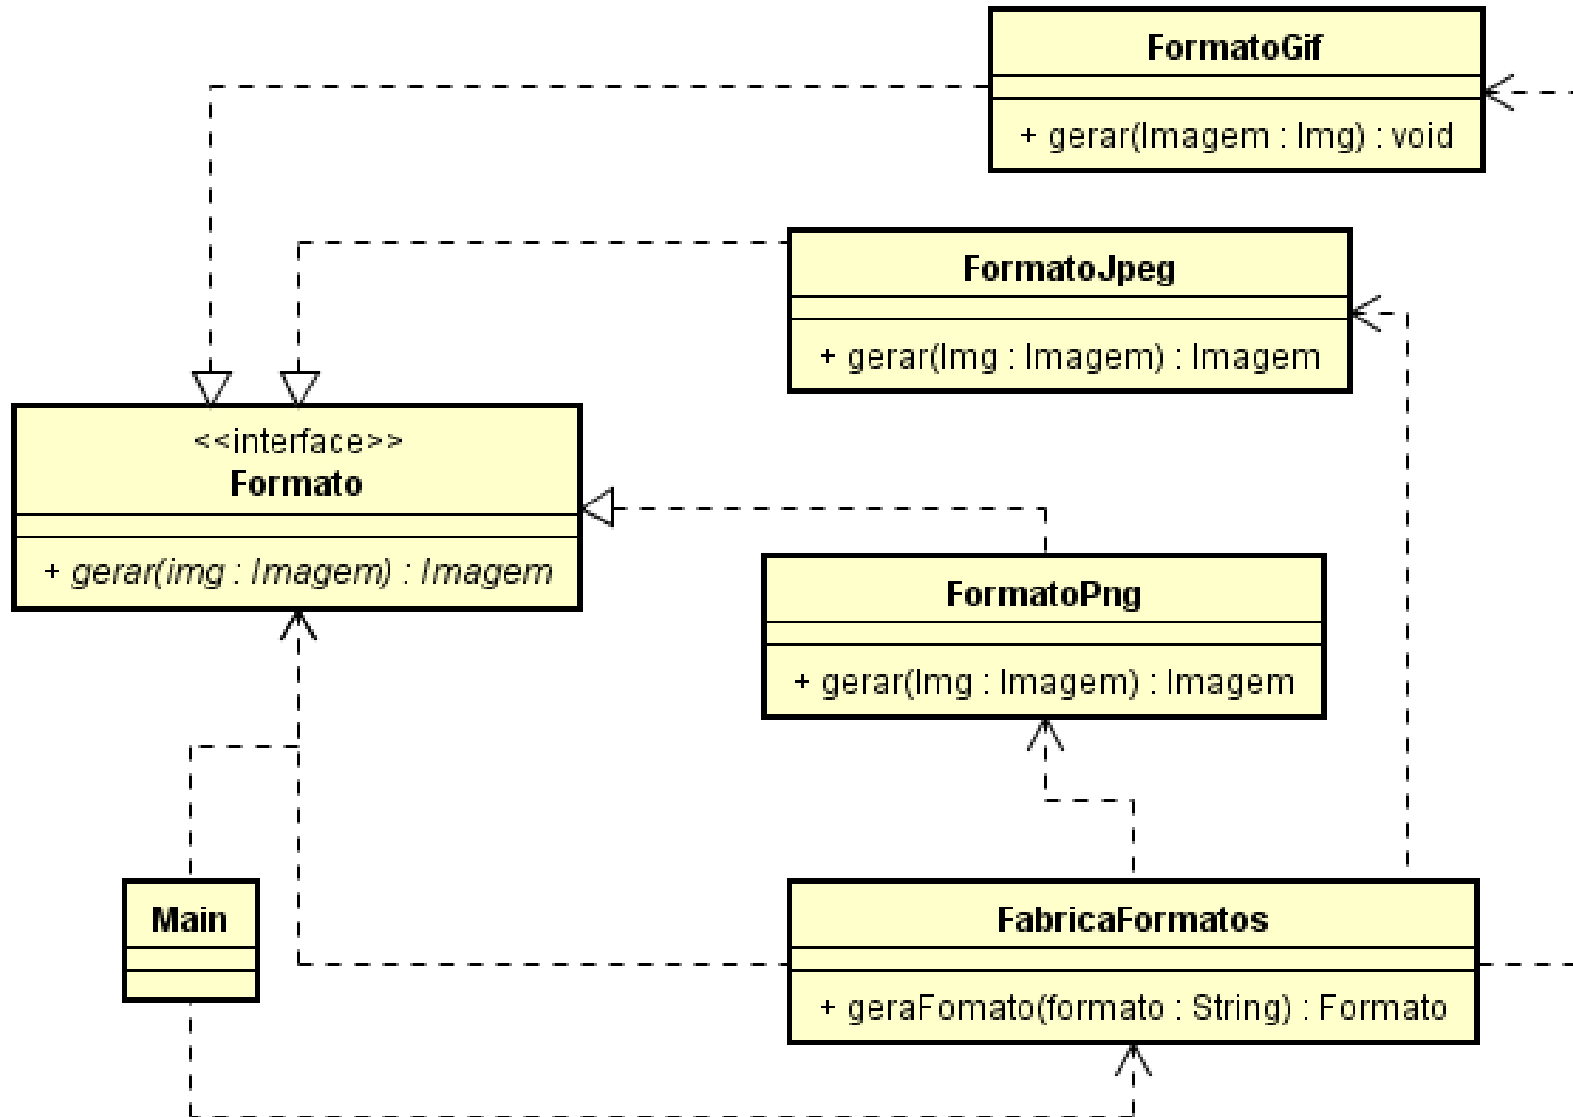 FormatoGif
+ gerar(Imagem : Img) : void
FormatoJpeg
+ gerar(Img : Imagem) : Imagem
<<interface>>
Formato
+ gerar(img : Imagem) : Imagem
FormatoPng
+ gerar(Img : Imagem) : Imagem
Main
FabricaFormatos
+ geraFomato(formato : String) : Formato